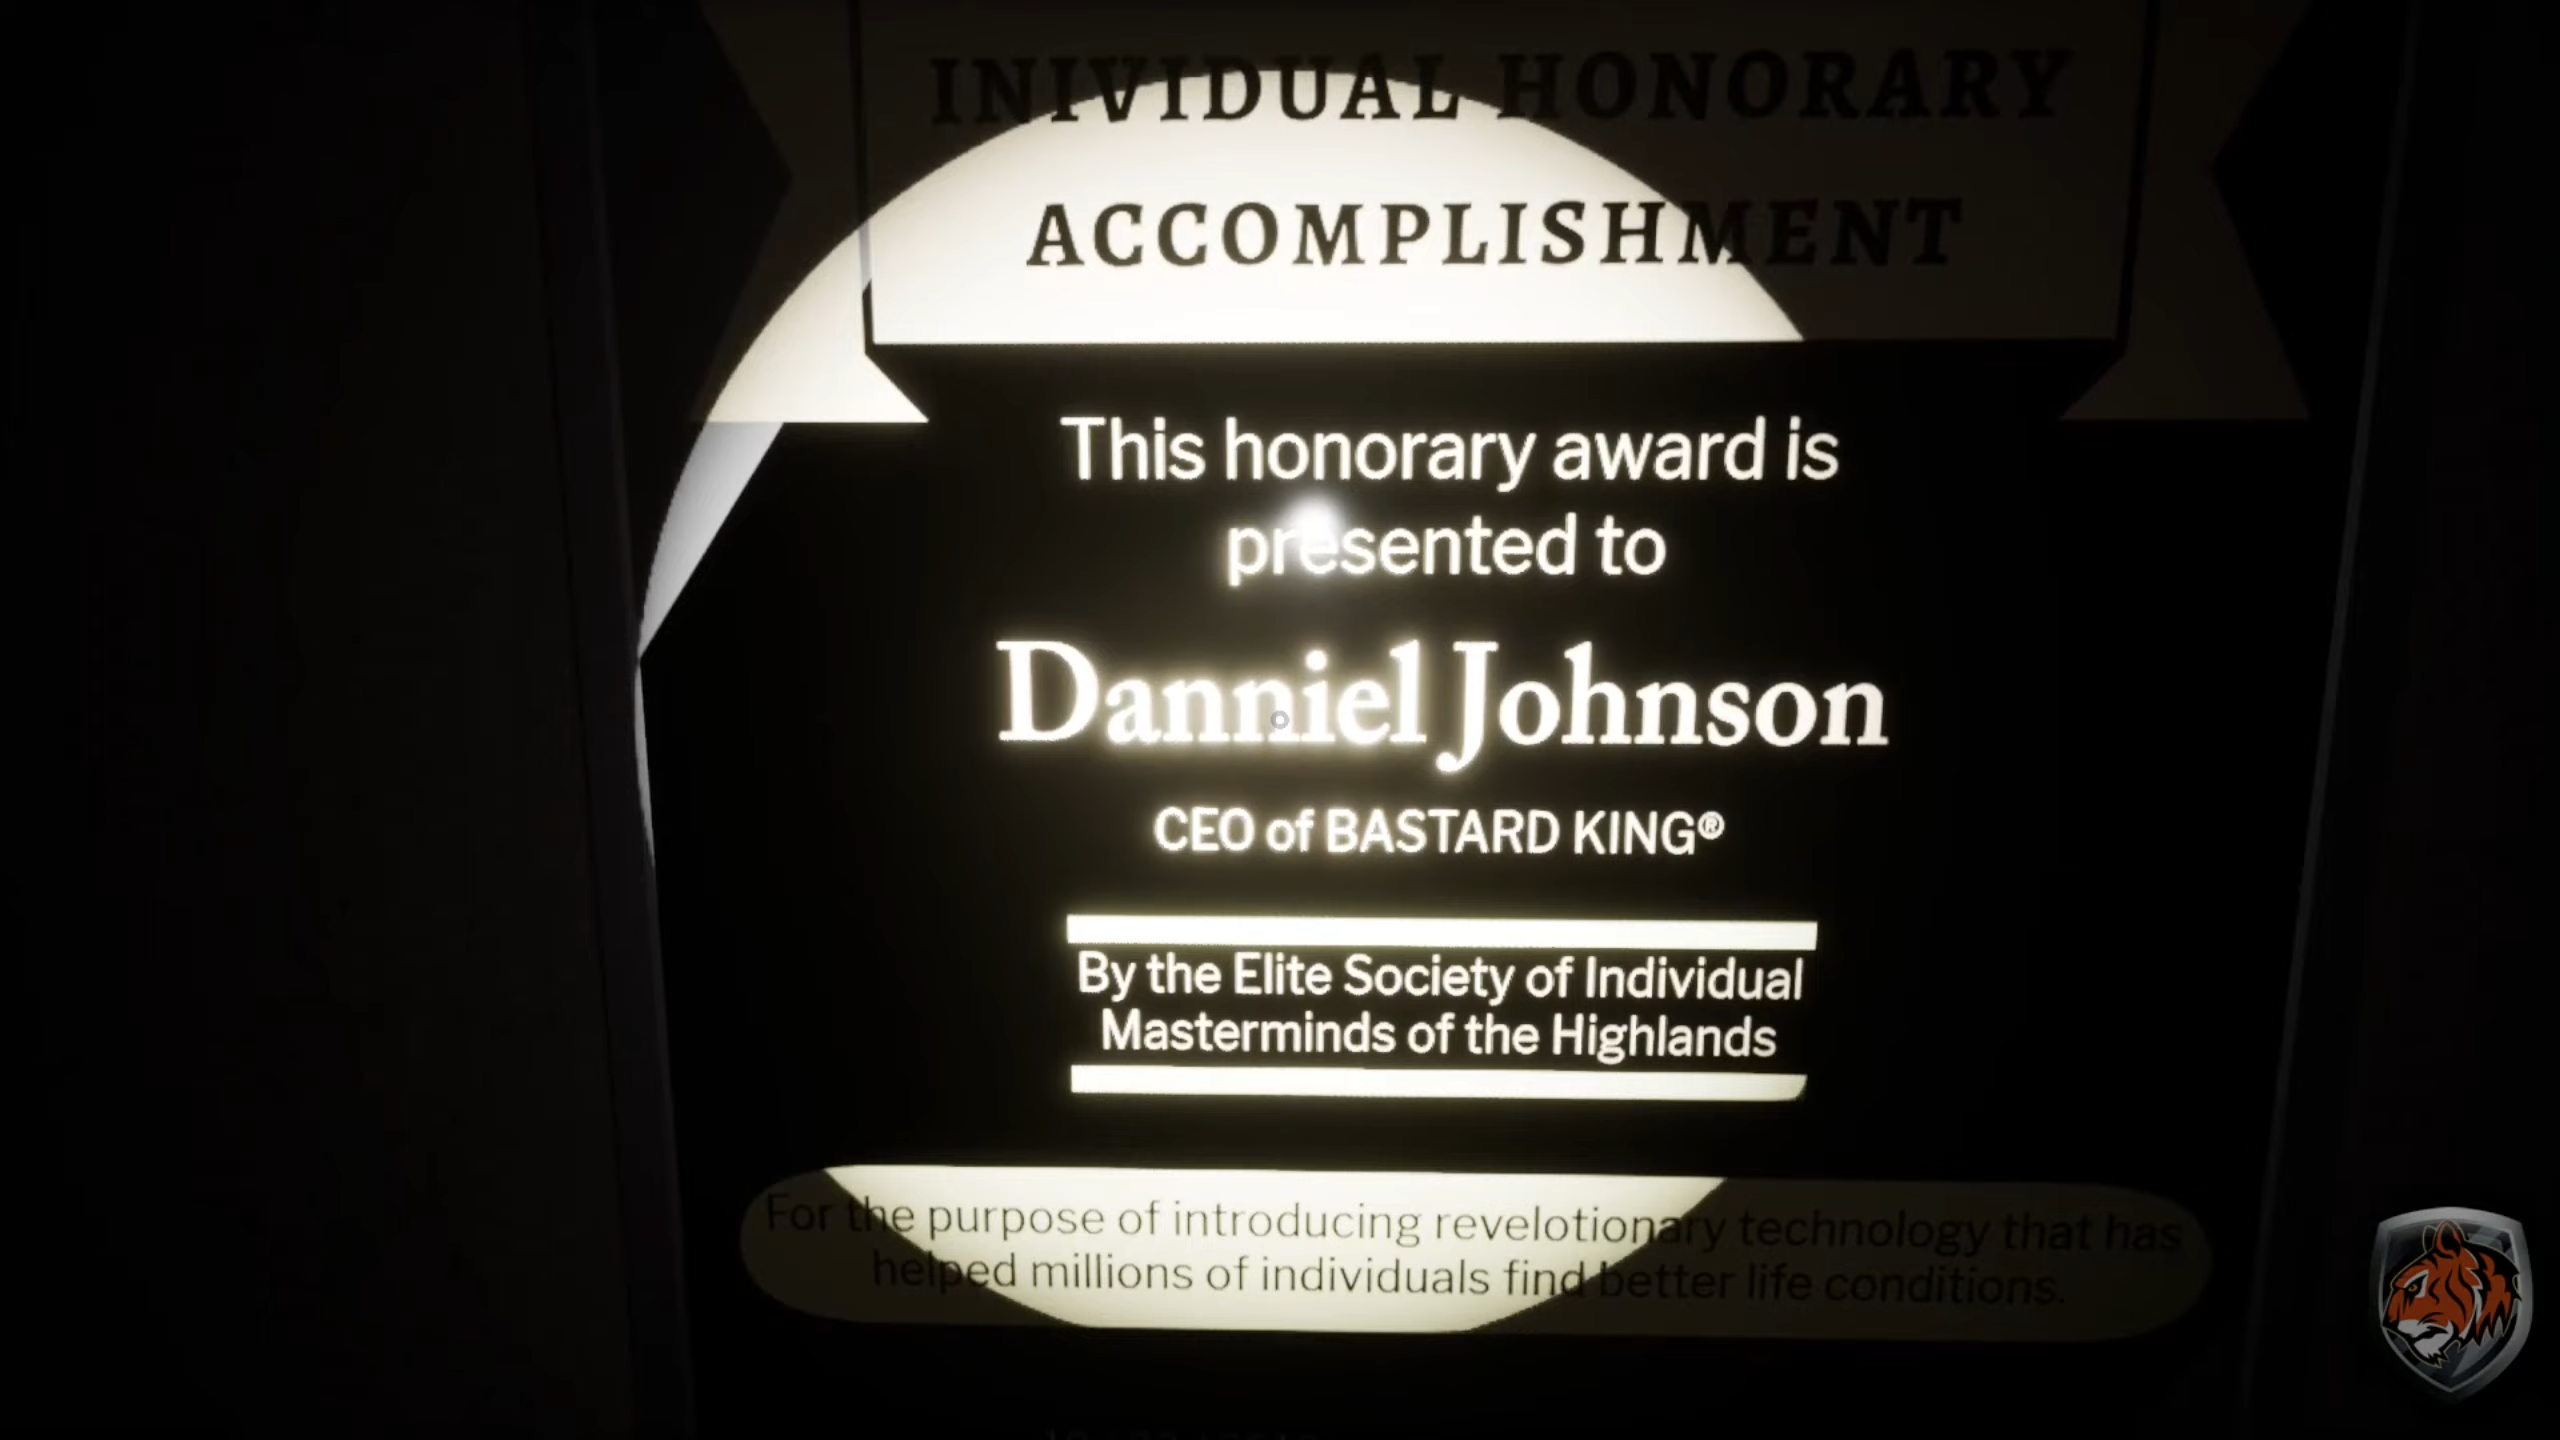 INIVIDUAL HONORARY
ACCOMPLISHMENT
This honorary award is
presented to
Danniel Johnson
CEO of BASTARD KING®
By the Elite Society of Individual
Masterminds of the Highlands
For the purpose of introducing revelotionary technology that has
helped millions of individuals find better life conditions.